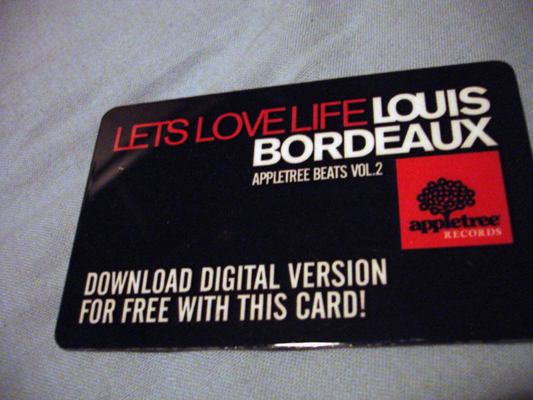 LETS LOVE LIFE LOUIS
BORDEAUX
APPLETREE BEATS VOL.2
appletree
RECORDS
DOWNLOAD DIGITAL VERSION
FOR FREE WITH THIS CARD!